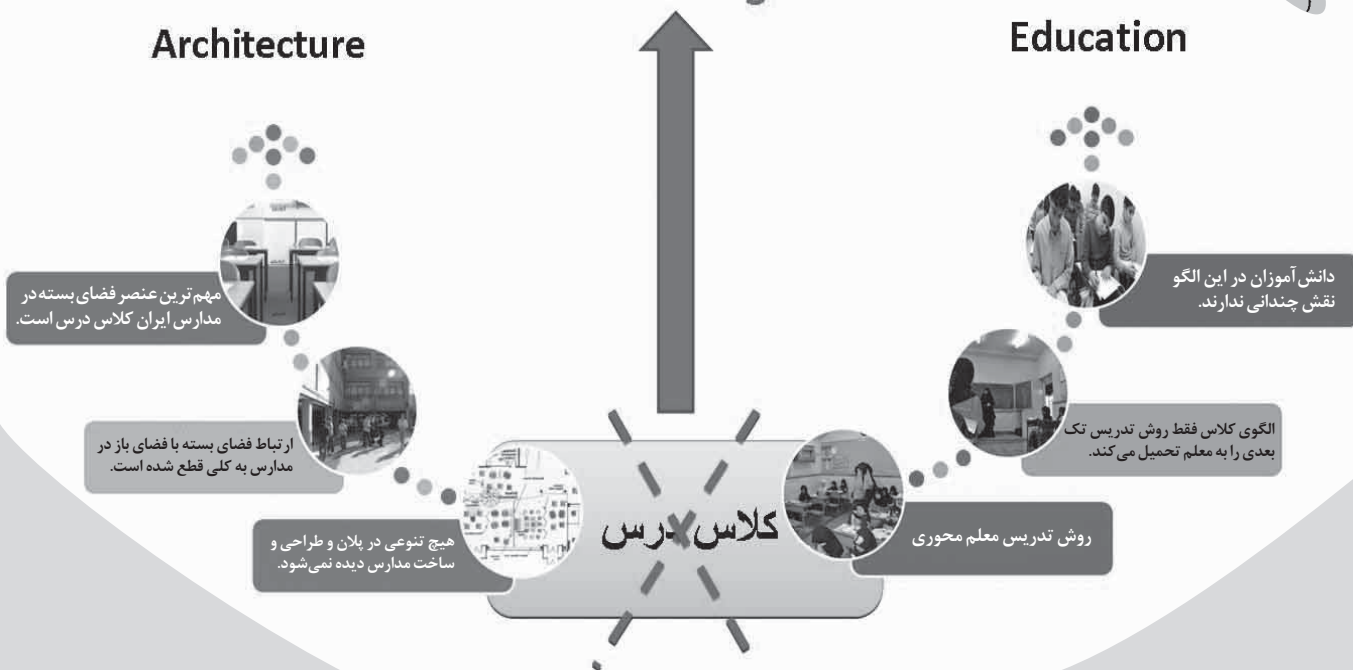 Architecture
Education
مهم‌ترین عنصر فضای بسته در
مدارس ایران کلاس درس است.
ارتباط فضای بسته با فضای باز در
مدارس به کلی قطع شده است.
هیچ تنوعی در پلان و طراحی و
ساخت مدارس دیده نمی‌شود.
کلاس درس
دانش‌آموزان در این الگو
نقش چندانی ندارند.
الگوی کلاس فقط روش تدریس تک
بعدی را به معلم تحمیل می‌کند.
روش تدریس معلم محوری